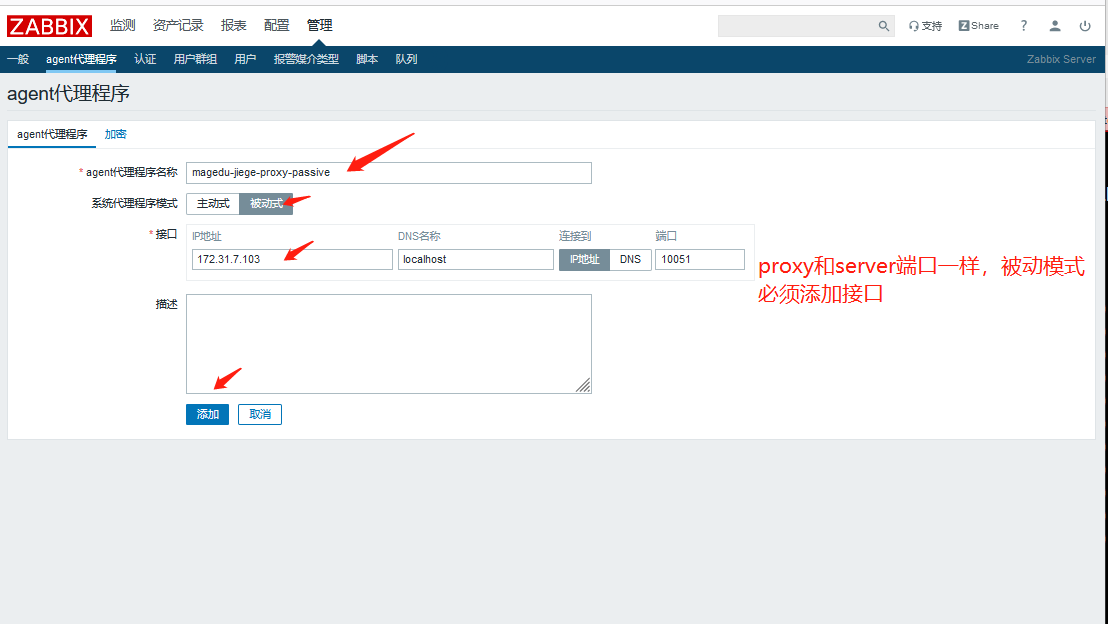 ZABBIX 监测 资产记录 报表 配置 管理 支持 Z Share ?
一般 agent代理程序 认证 用户群组 用户 报警媒介类型 脚本 队列 Zabbix Server
agent代理程序
agent代理程序 加密
* agent代理程序名称 magedu-jiege-proxy-passive
系统代理程序模式 主动式 被动式
* 接口 IP地址 DNS名称 连接到 端口
172.31.7.103 localhost IP地址 DNS 10051
proxy和server端口一样，被动模式
必须添加接口
描述
添加 取消